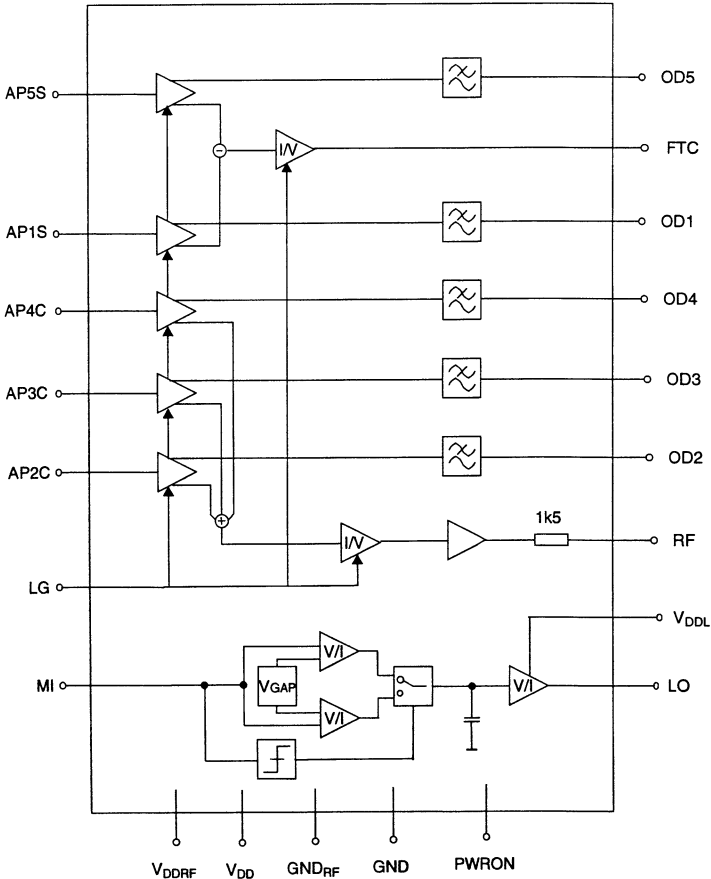 AP5S
OD5
I/V
FTC
AP1S
OD1
AP4C
OD4
AP3C
OD3
AP2C
OD2
1k5
I/V
RF
LG
VDDL
V/I
MI
VGAP
V/I
LO
V/I
VDDRF
VDD
GNDRF
GND
PWRON